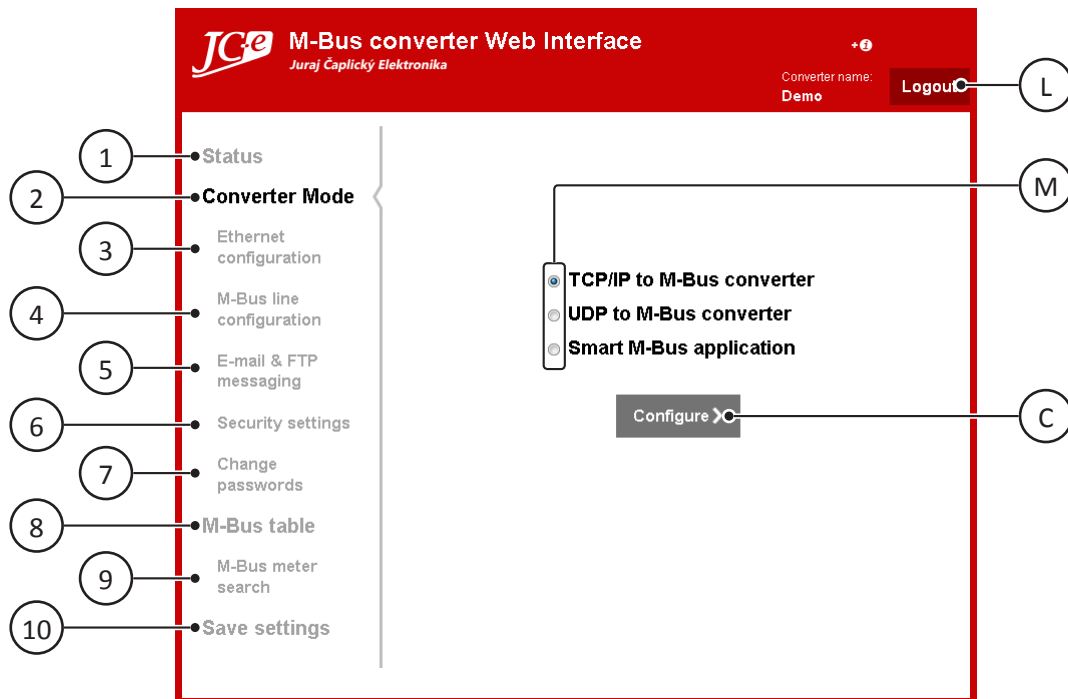 JC-e
M-Bus converter Web Interface
Juraj Čaplický Elektronika
+i
Converter name:
Demo
Logout
L
1
Status
M
2
Converter Mode
3
Ethernet
configuration
TCP/IP to M-Bus converter
4
M-Bus line
configuration
UDP to M-Bus converter
Smart M-Bus application
5
E-mail & FTP
messaging
Configure
C
6
Security settings
7
Change
passwords
8
M-Bus table
9
M-Bus meter
search
10
Save settings